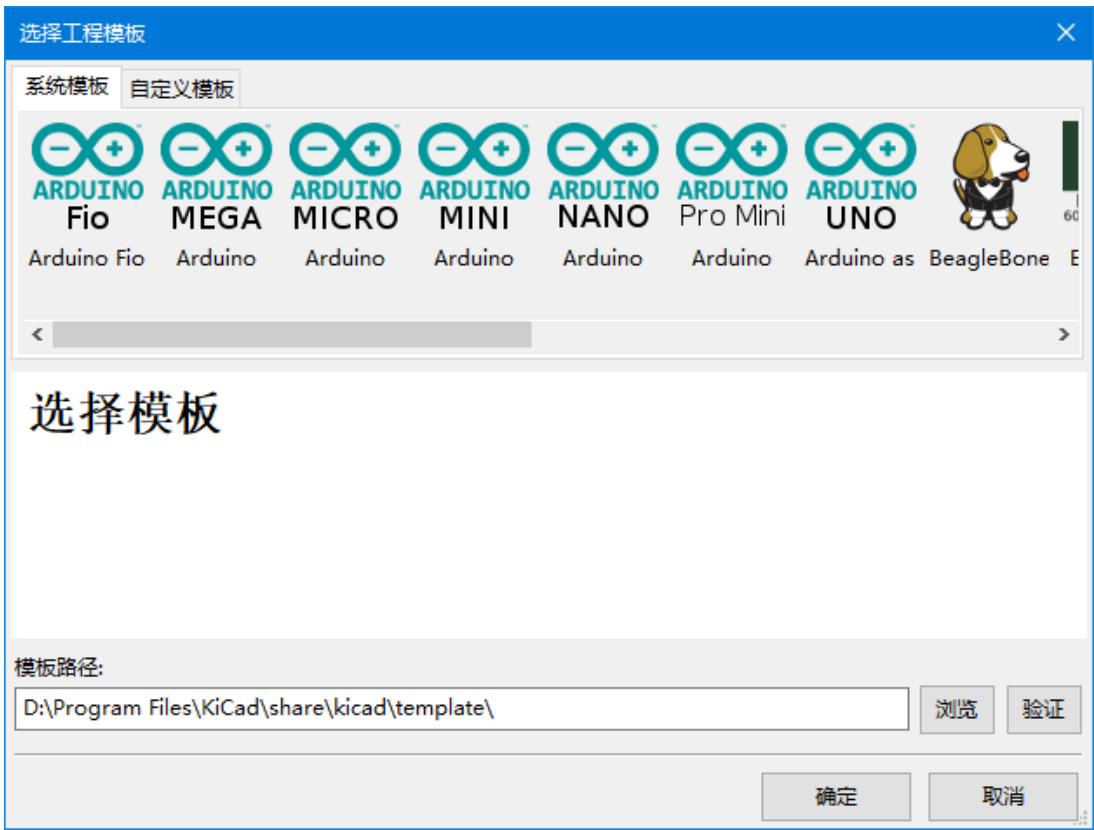 选择工程模板
系统模板 自定义模板
ARDUINO ARDUINO ARDUINO ARDUINO ARDUINO ARDUINO ARDUINO
Fio MEGA MICRO MINI NANO Pro Mini UNO 60
Arduino Fio Arduino Arduino Arduino Arduino Arduino Arduino as BeagleBone E
选择模板
模板路径:
D:\Program Files\KiCad\share\kicad\template\ 浏览 验证
确定 取消